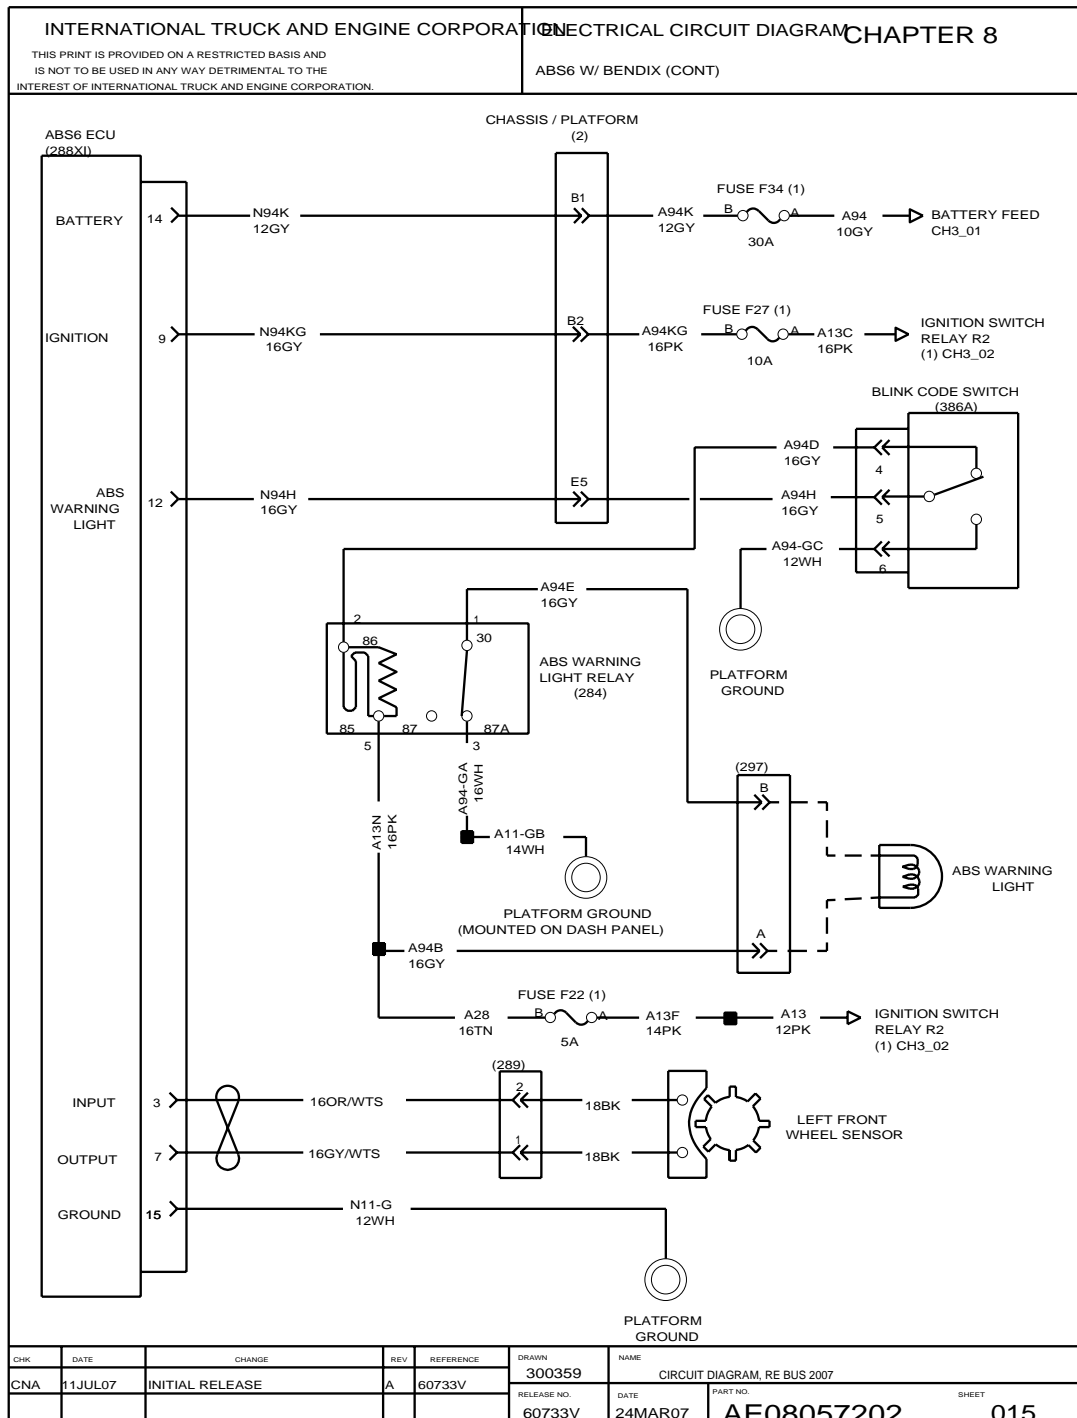 INTERNATIONAL TRUCK AND ENGINE CORPORATION
THIS PRINT IS PROVIDED ON A RESTRICTED BASIS AND
IS NOT TO BE USED IN ANY WAY DETRIMENTAL TO THE
INTEREST OF INTERNATIONAL TRUCK AND ENGINE CORPORATION.
ELECTRICAL CIRCUIT DIAGRAM
CHAPTER 8
ABS6 W/ BENDIX (CONT)
ABS6 ECU
(288XI)
CHASSIS / PLATFORM
(2)
BATTERY
14
N94K
12GY
B1
A94K
12GY
FUSE F34 (1)
B
A
30A
A94
10GY
BATTERY FEED
CH3_01
IGNITION
9
N94KG
16GY
B2
A94KG
16PK
FUSE F27 (1)
B
A
10A
A13C
16PK
IGNITION SWITCH
RELAY R2
(1) CH3_02
BLINK CODE SWITCH
(386A)
A94D
16GY
4
ABS
WARNING
LIGHT
12
N94H
16GY
E5
A94H
16GY
5
A94-GC
12WH
6
PLATFORM
GROUND
A94E
16GY
2
1
86
30
ABS WARNING
LIGHT RELAY
(284)
85
87
87A
5
3
A94-GA
16WH
A13N
16PK
A11-GB
14WH
PLATFORM GROUND
(MOUNTED ON DASH PANEL)
(297)
B
A
ABS WARNING
LIGHT
A94B
16GY
A28
16TN
FUSE F22 (1)
B
A
5A
A13F
14PK
A13
12PK
IGNITION SWITCH
RELAY R2
(1) CH3_02
(289)
INPUT
3
16OR/WTS
2
18BK
OUTPUT
7
16GY/WTS
1
18BK
LEFT FRONT
WHEEL SENSOR
GROUND
15
N11-G
12WH
PLATFORM
GROUND
CHK
DATE
CHANGE
REV
REFERENCE
CNA
11JUL07
INITIAL RELEASE
A
60733V
DRAWN
300359
NAME
CIRCUIT DIAGRAM, RE BUS 2007
RELEASE NO.
60733V
DATE
24MAR07
PART NO.
AE08057202
SHEET
015